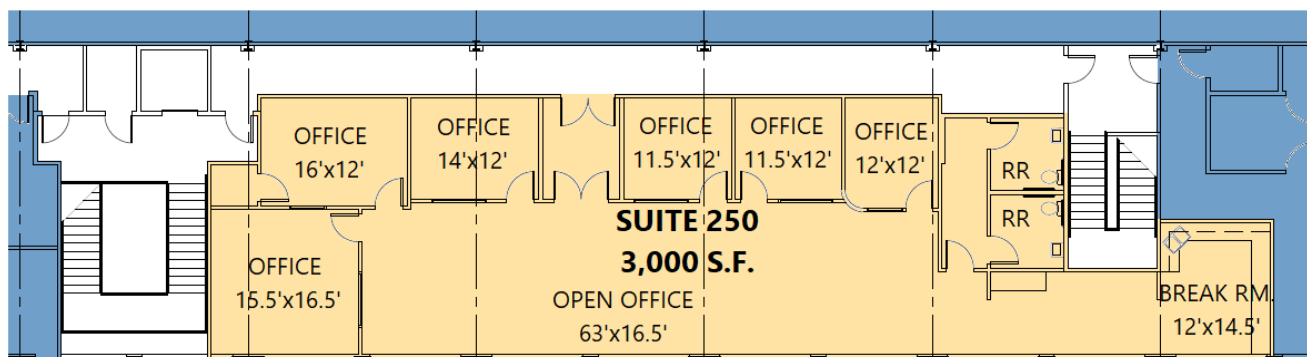 OFFICE
16'x12'
OFFICE
14'x12'
OFFICE
11.5'x12'
OFFICE
11.5'x12'
OFFICE
12'x12'
RR
RR
SUITE 250
3,000 S.F.
OFFICE
15.5'x16.5'
OPEN OFFICE
63'x16.5'
BREAK RM.
12'x14.5'